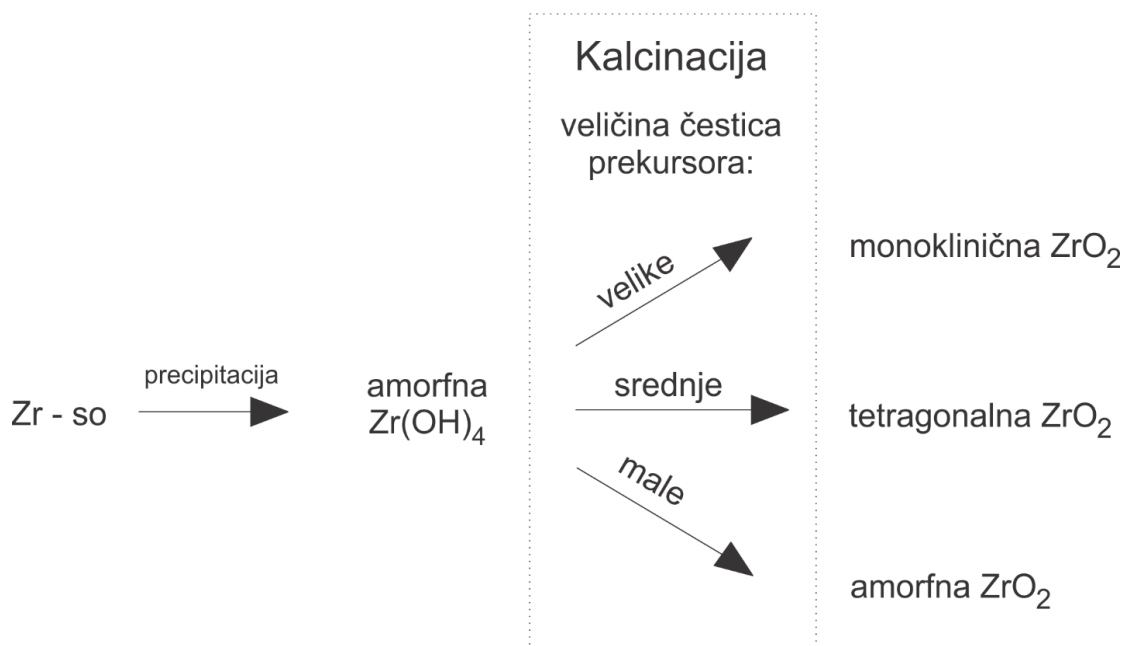 Kalcinacija
veličina čestica
prekursora:
velike
monoklinična ZrO₂
precipitacija
Zr - so
amorfna
Zr(OH)₄
srednje
tetragonalna ZrO₂
male
amorfna ZrO₂